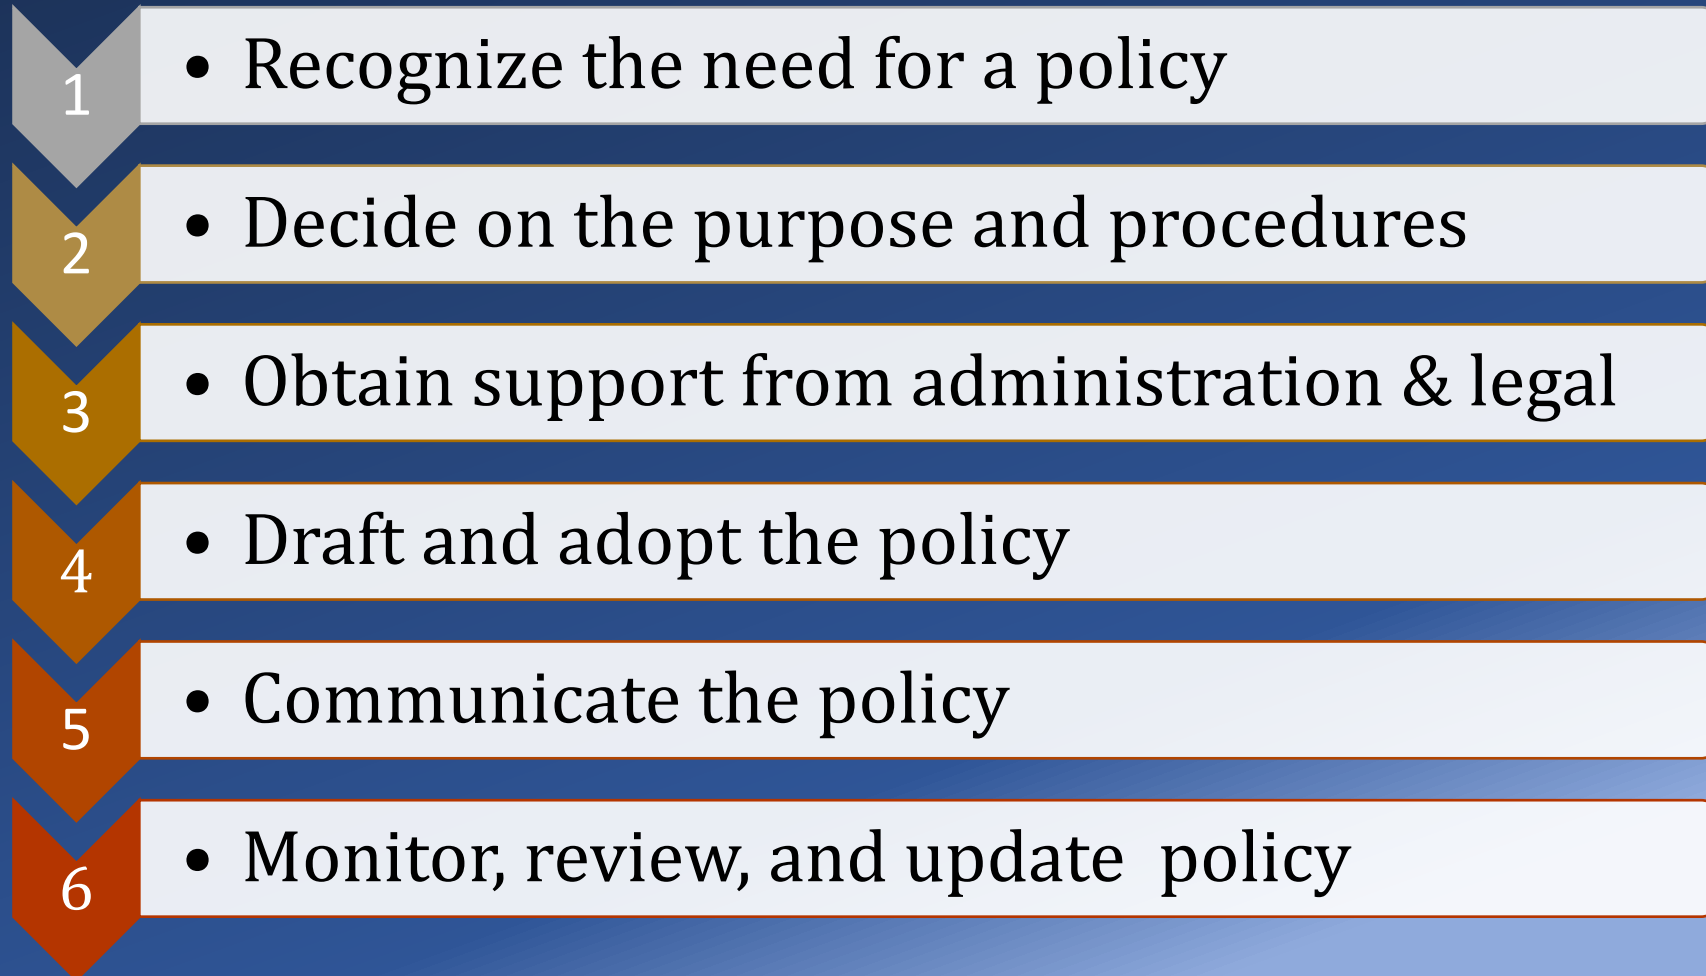 1
• Recognize the need for a policy
2
• Decide on the purpose and procedures
3
• Obtain support from administration & legal
4
• Draft and adopt the policy
5
• Communicate the policy
6
• Monitor, review, and update  policy